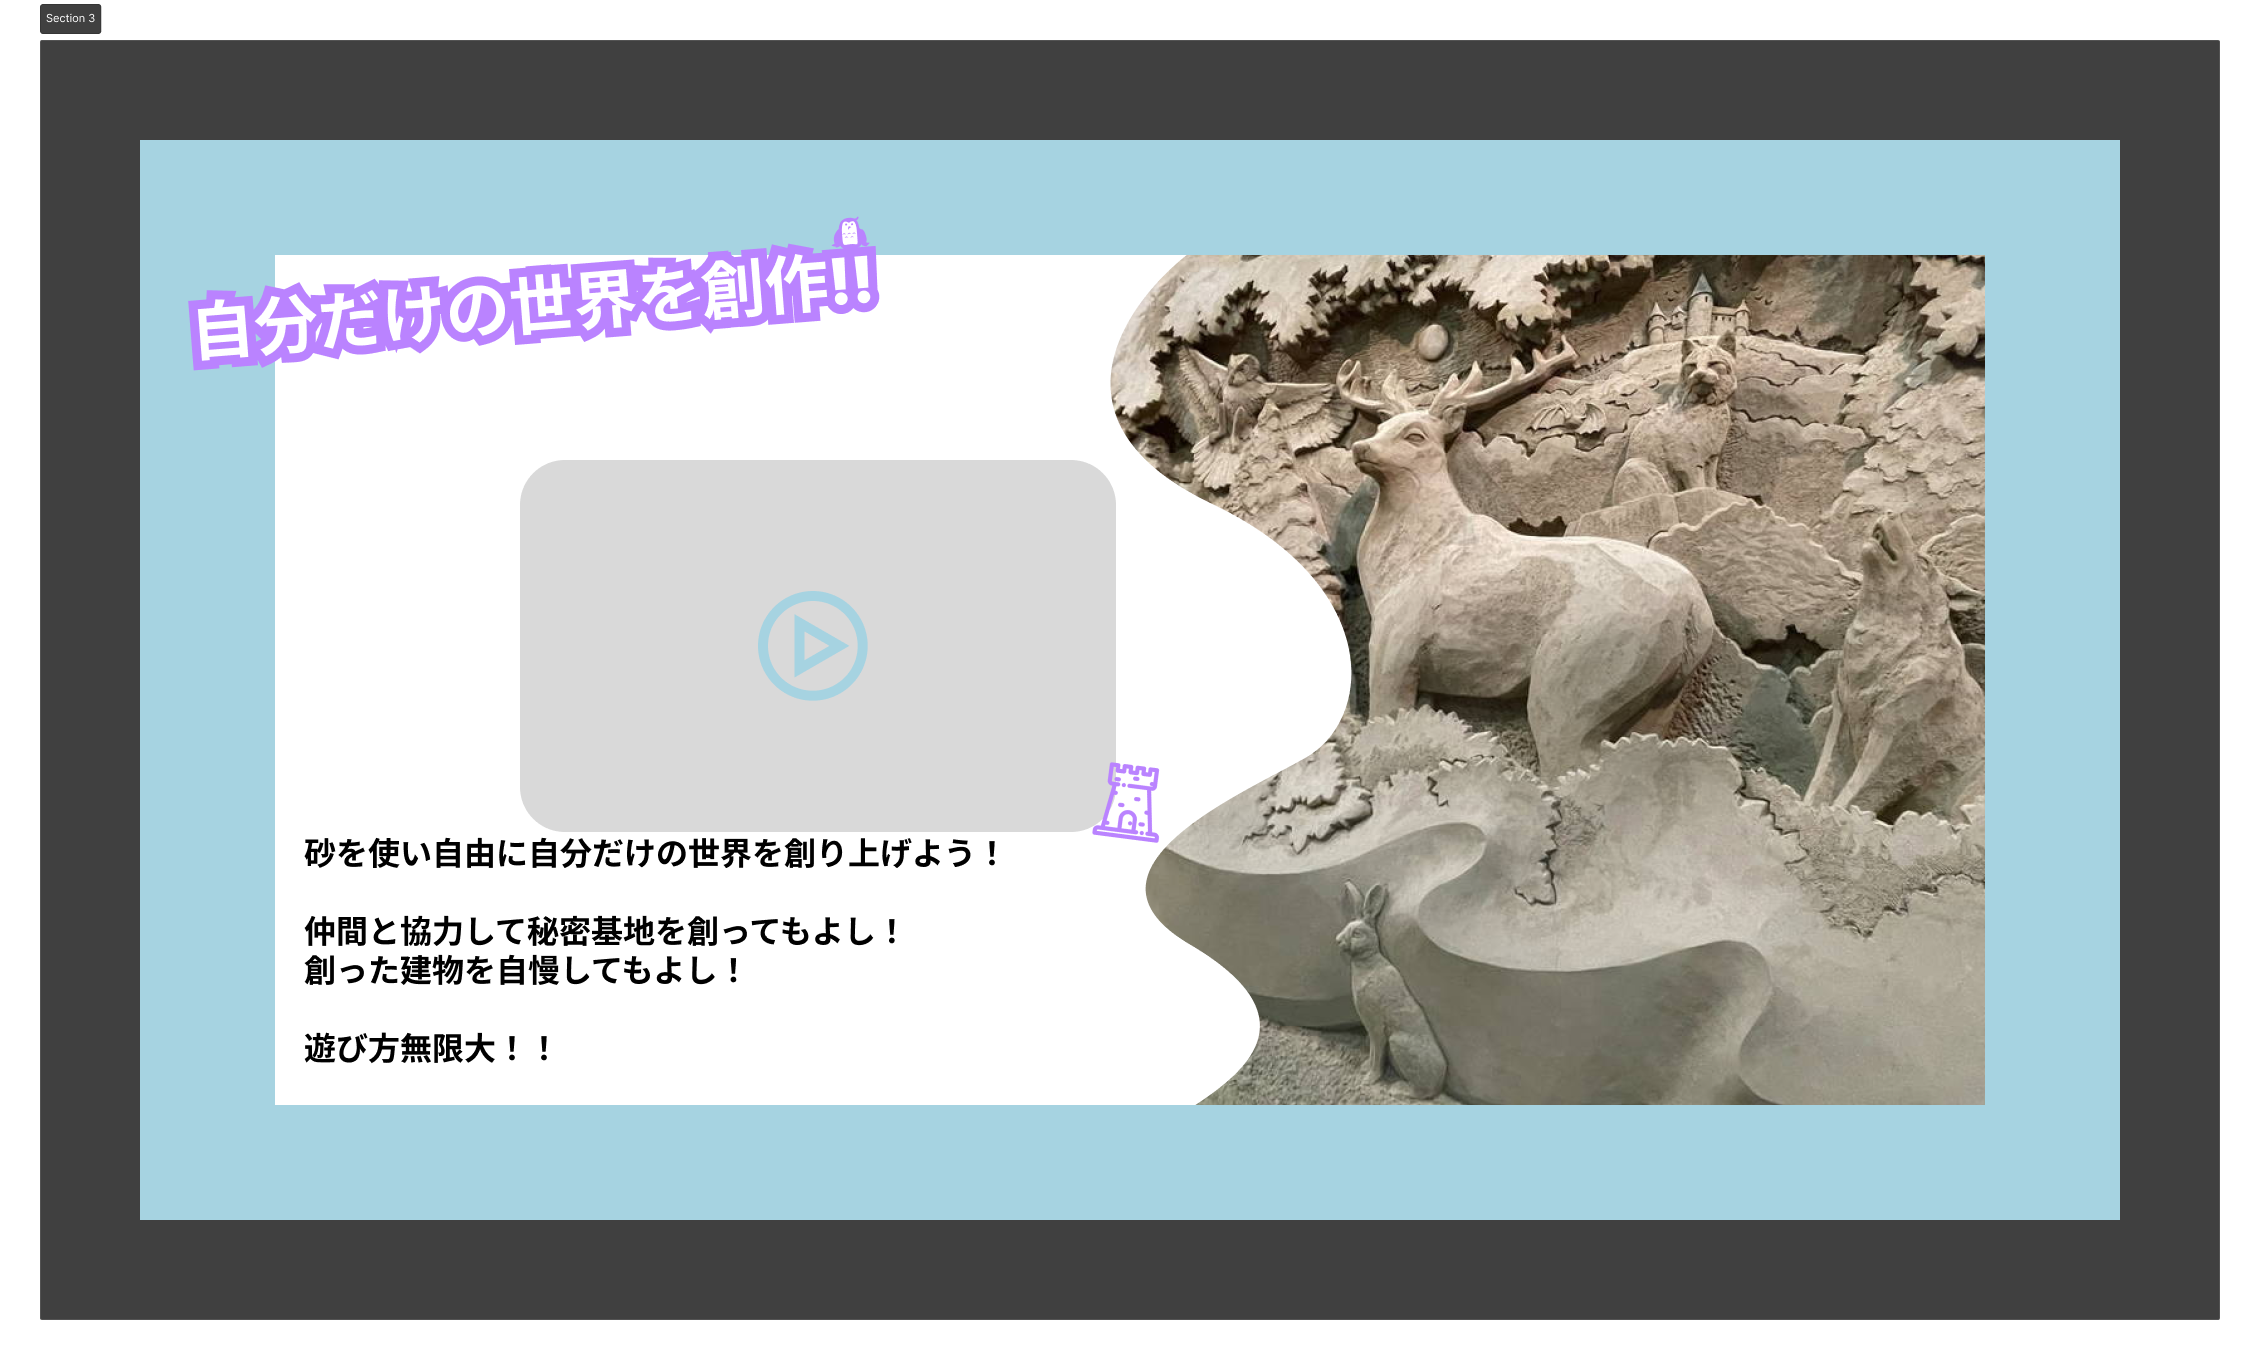 Section 3
自分だけの世界を創作!!
砂を使い自由に自分だけの世界を創り上げよう！
仲間と協力して秘密基地を創ってもよし！
創った建物を自慢してもよし！
遊び方無限大！！